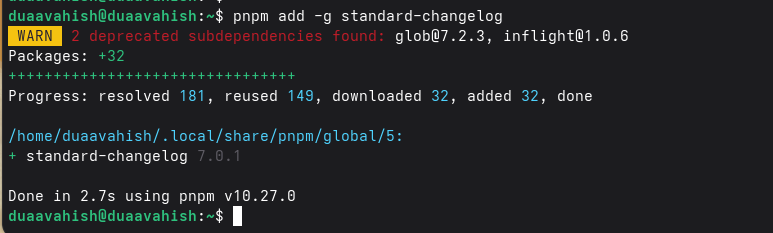 duaavahish@duaavahish:~$ pnpm add -g standard-changelog
WARN 2 deprecated subdependencies found: glob@7.2.3, inflight@1.0.6
Packages: +32
++++++++++++++++++++++++++++++++
Progress: resolved 181, reused 149, downloaded 32, added 32, done
/home/duaavahish/.local/share/pnpm/global/5:
+ standard-changelog 7.0.1
Done in 2.7s using pnpm v10.27.0
duaavahish@duaavahish:~$